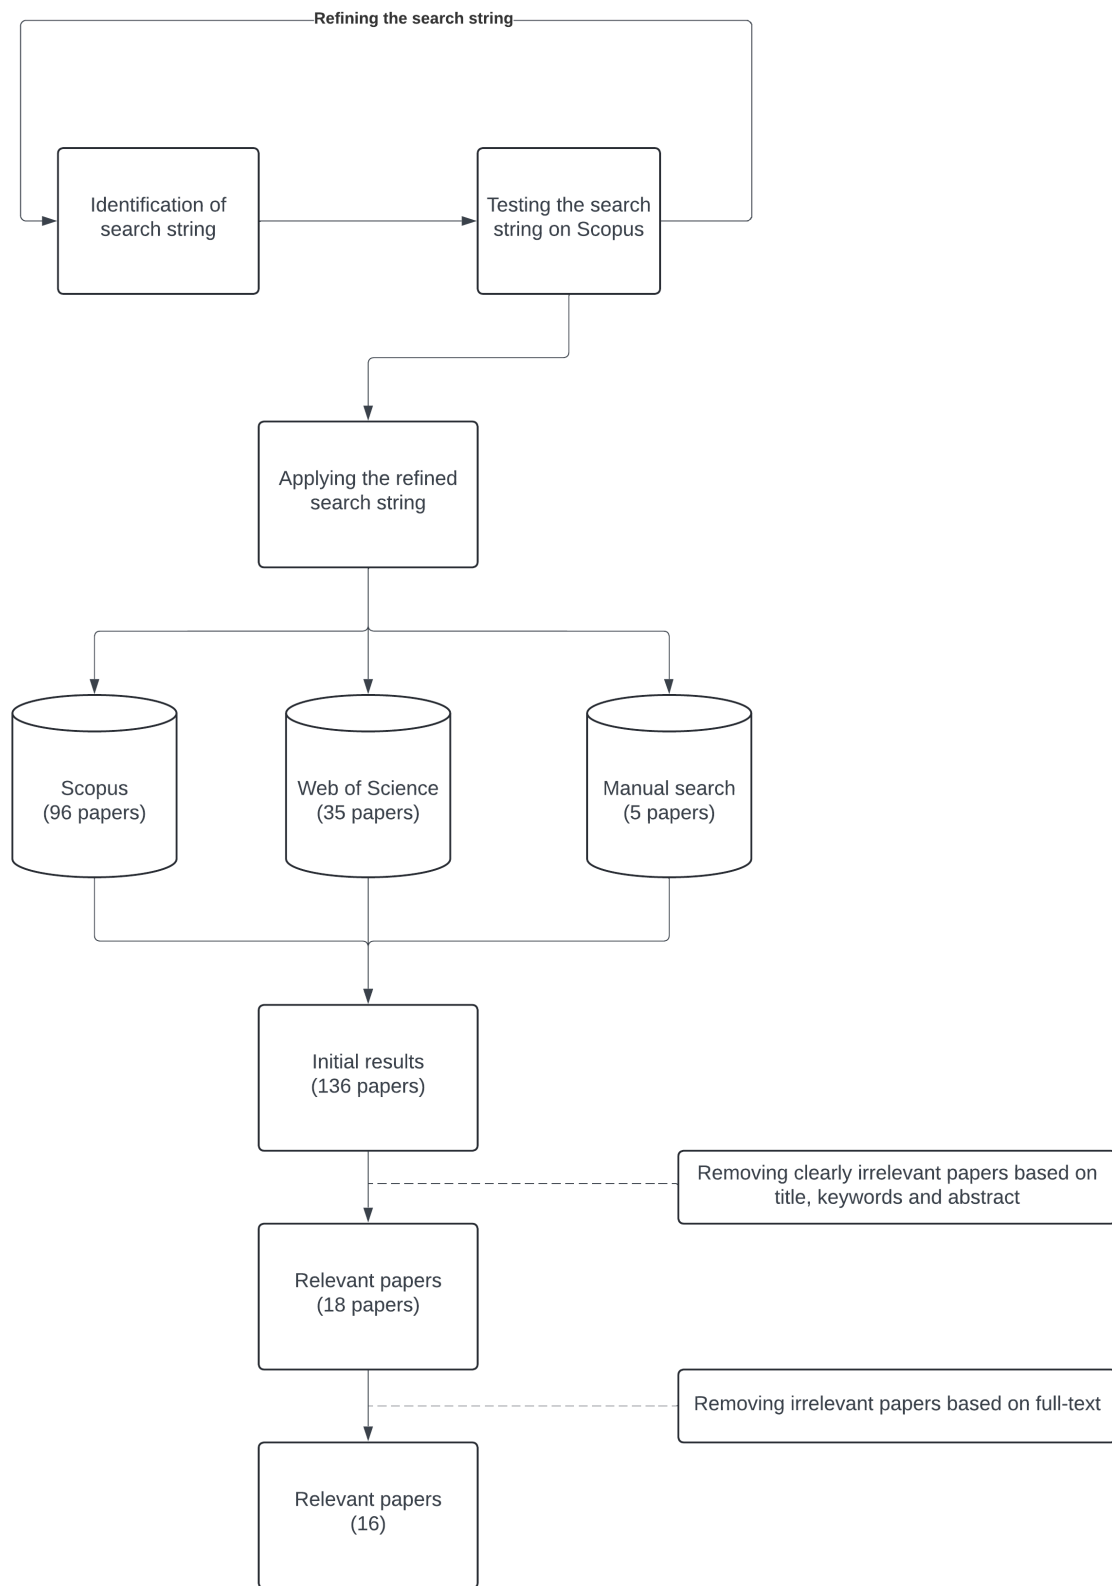 Refining the search string
Identification of
search string
Testing the search
string on Scopus
Applying the refined
search string
Scopus
(96 papers)
Web of Science
(35 papers)
Manual search
(5 papers)
Initial results
(136 papers)
Removing clearly irrelevant papers based on
title, keywords and abstract
Relevant papers
(18 papers)
Removing irrelevant papers based on full-text
Relevant papers
(16)